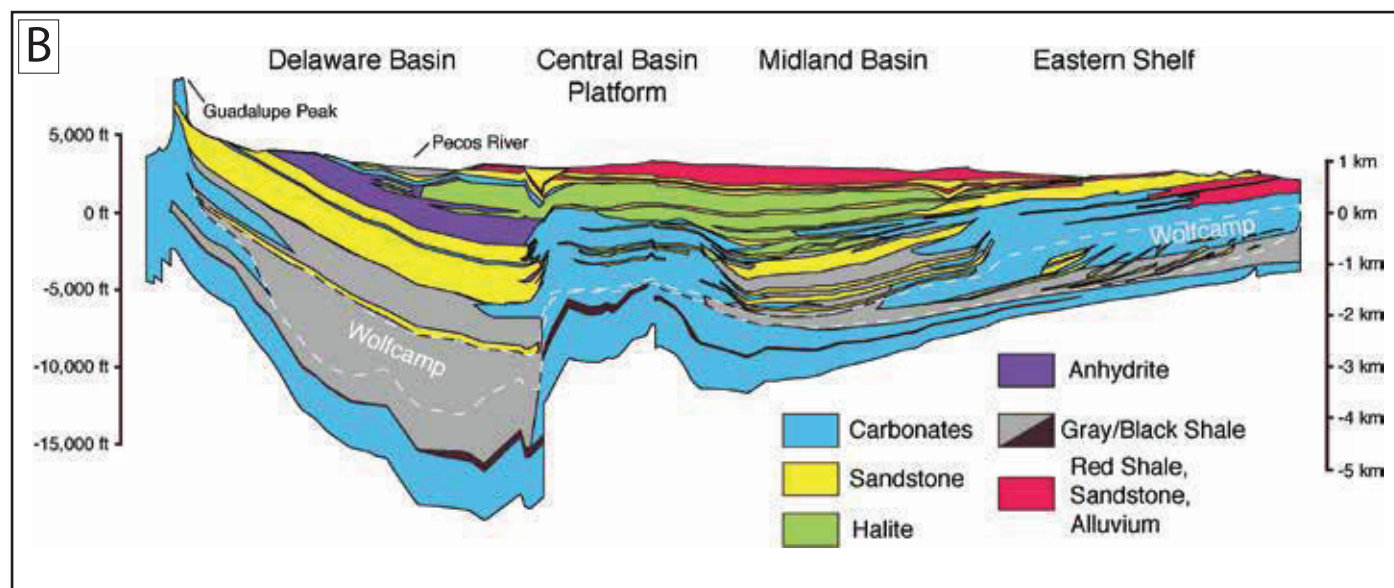 B
Delaware Basin
Central Basin
Platform
Midland Basin
Eastern Shelf
Guadalupe Peak
Pecos River
5,000 ft
0 ft
-5,000 ft
-10,000 ft
-15,000 ft
Wolfcamp
Wolfcamp
1 km
0 km
-1 km
-2 km
-3 km
-4 km
-5 km
Anhydrite
Carbonates
Gray/Black Shale
Sandstone
Red Shale,
Sandstone,
Alluvium
Halite